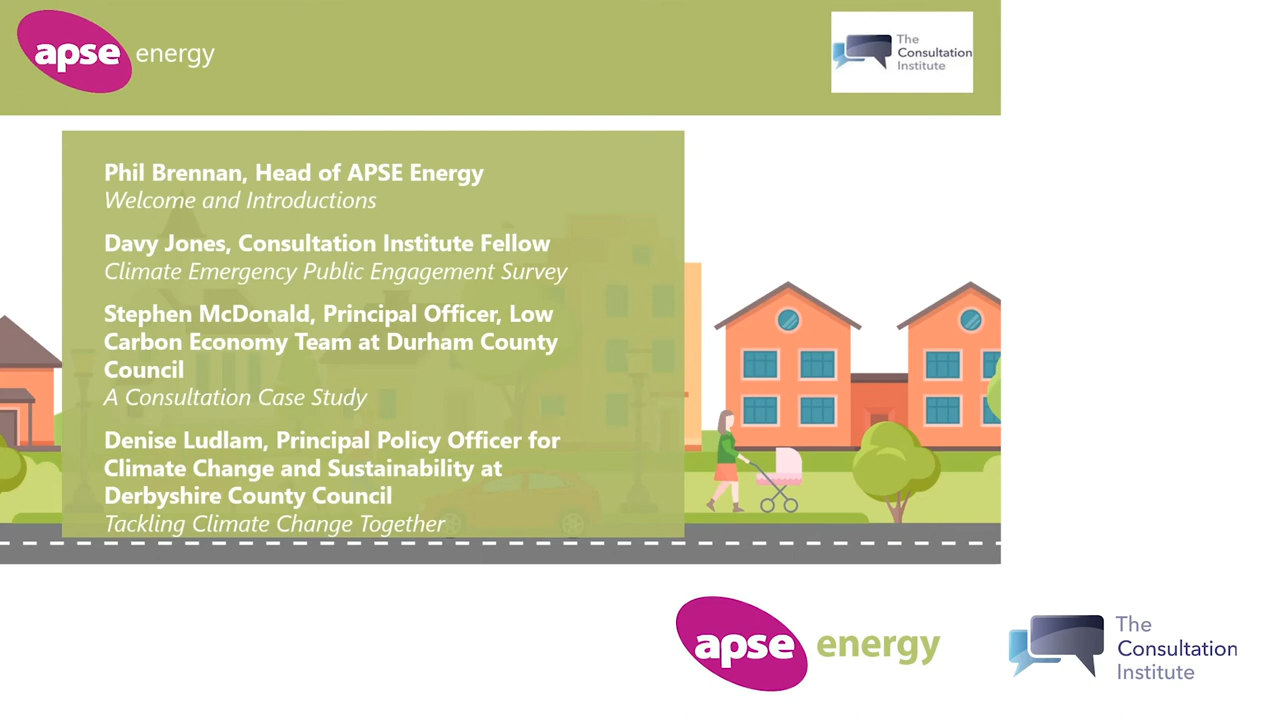 apse energy
The
Consultation
Institute
Phil Brennan, Head of APSE Energy
Welcome and Introductions
Davy Jones, Consultation Institute Fellow
Climate Emergency Public Engagement Survey
Stephen McDonald, Principal Officer, Low
Carbon Economy Team at Durham County
Council
A Consultation Case Study
Denise Ludlam, Principal Policy Officer for
Climate Change and Sustainability at
Derbyshire County Council
Tackling Climate Change Together
apse energy
The
Consultation
Institute